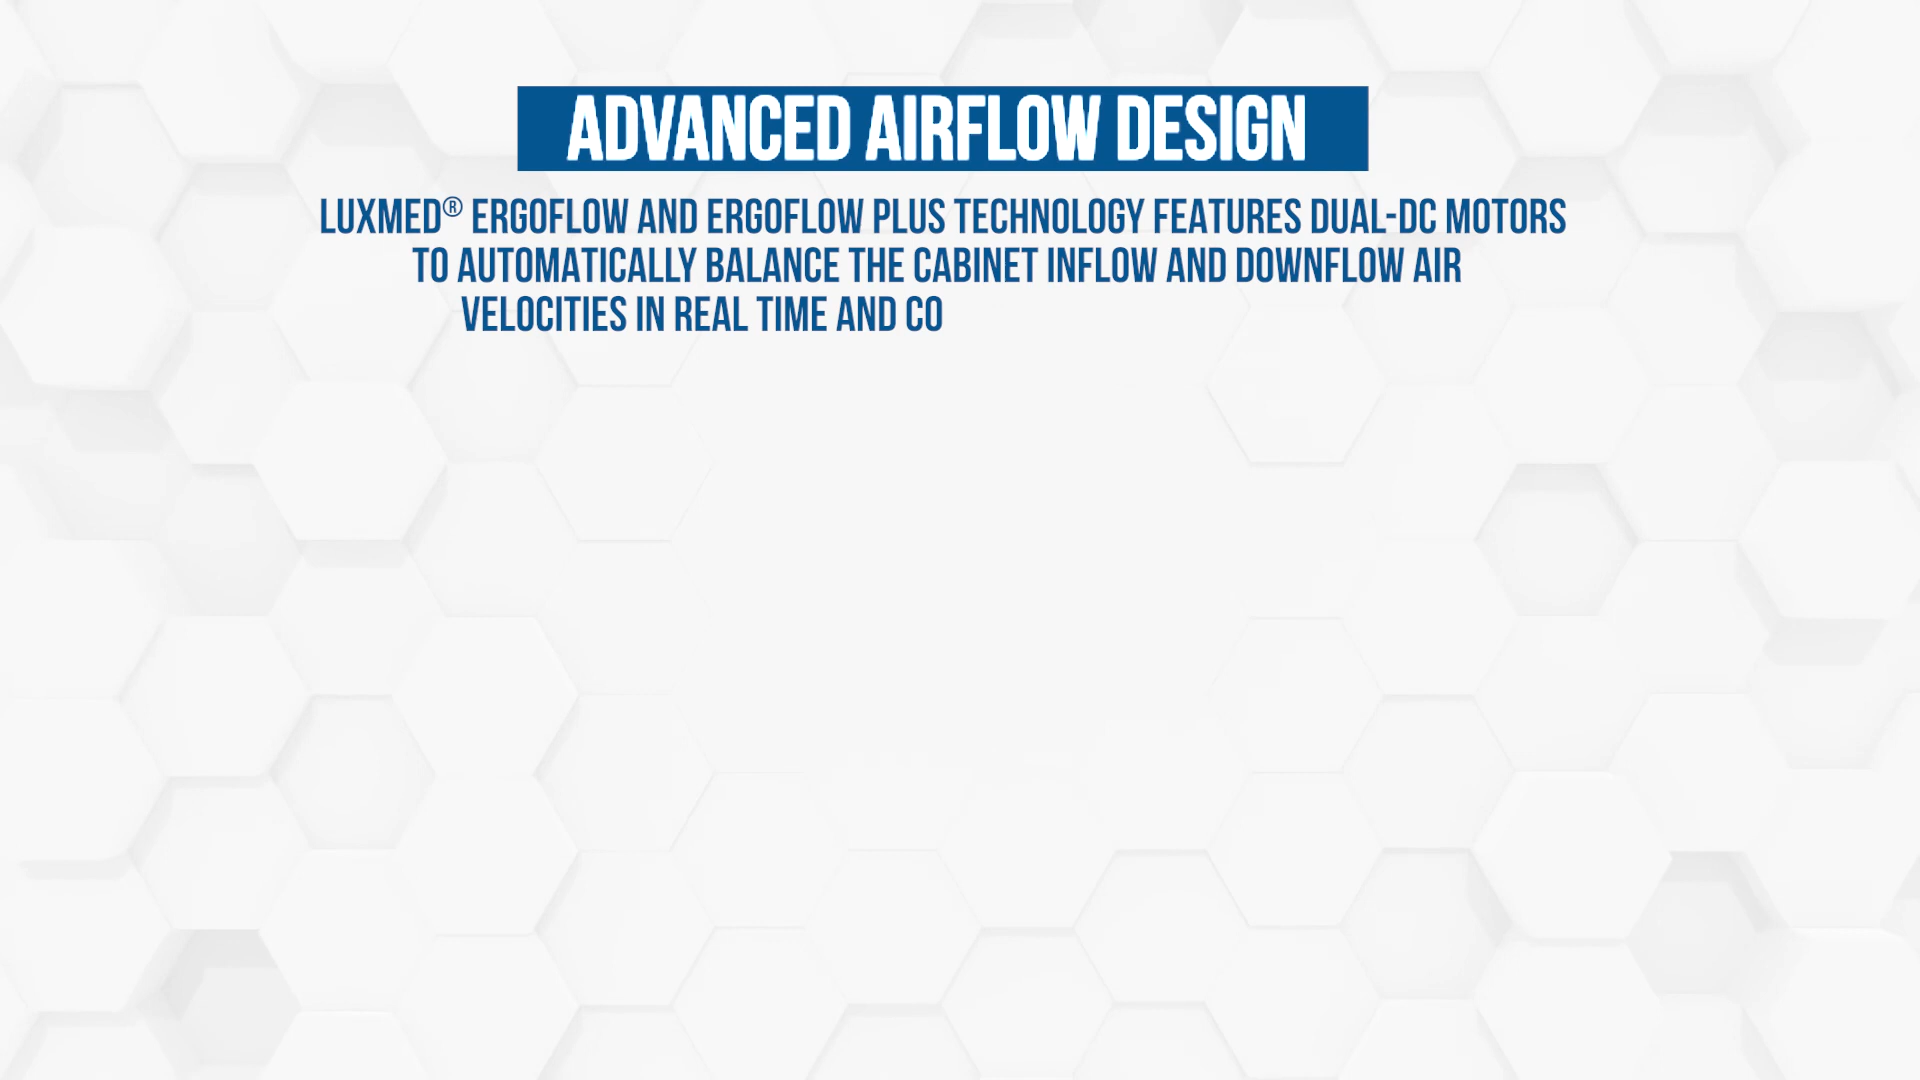 ADVANCED AIRFLOW DESIGN
LUXMED® ERGOFLOW AND ERGOFLOW PLUS TECHNOLOGY FEATURES DUAL-DC MOTORS
TO AUTOMATICALLY BALANCE THE CABINET INFLOW AND DOWNFLOW AIR
VELOCITIES IN REAL TIME AND CO